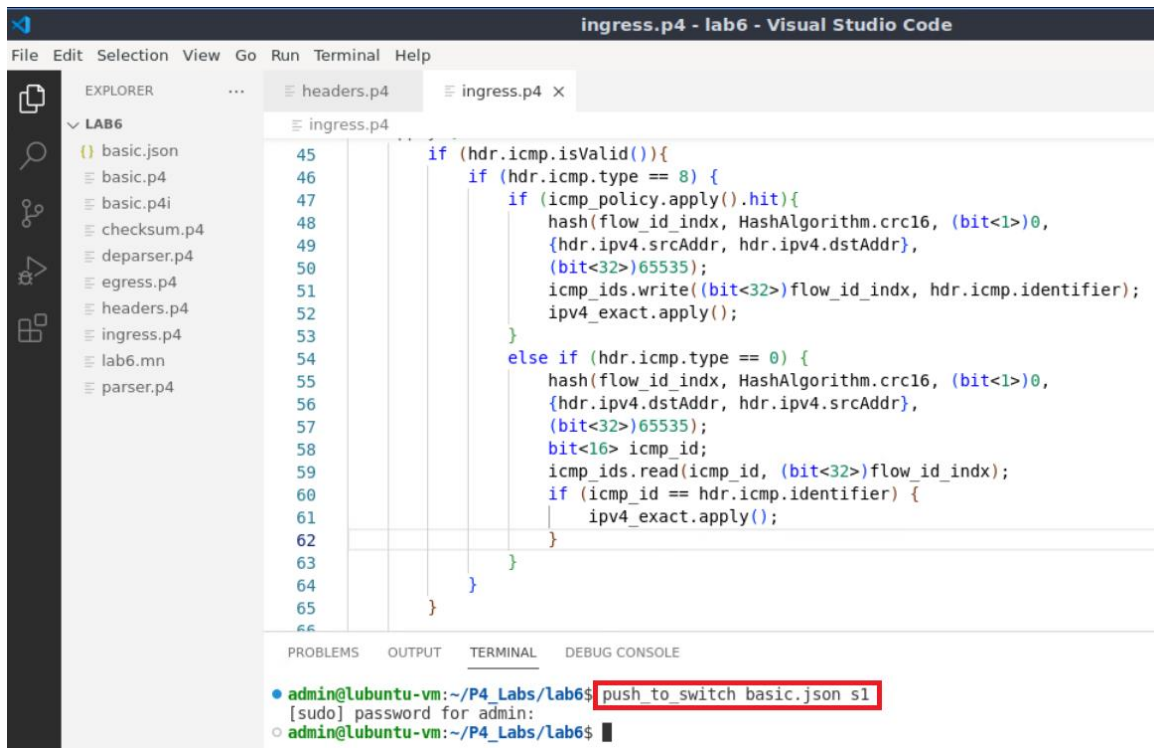 ingress.p4 - lab6 - Visual Studio Code
File Edit Selection View Go Run Terminal Help
EXPLORER ...
headers.p4
ingress.p4 ×
LAB6
ingress.p4
{} basic.json
basic.p4
basic.p4i
checksum.p4
deparser.p4
egress.p4
headers.p4
ingress.p4
lab6.mn
parser.p4
45 if (hdr.icmp.isValid()){
46 if (hdr.icmp.type == 8) {
47 if (icmp_policy.apply().hit){
48 hash(flow_id_indx, HashAlgorithm.crc16, (bit<1>)0,
49 {hdr.ipv4.srcAddr, hdr.ipv4.dstAddr},
50 (bit<32>)65535);
51 icmp_ids.write((bit<32>)flow_id_indx, hdr.icmp.identifier);
52 ipv4_exact.apply();
53 }
54 else if (hdr.icmp.type == 0) {
55 hash(flow_id_indx, HashAlgorithm.crc16, (bit<1>)0,
56 {hdr.ipv4.dstAddr, hdr.ipv4.srcAddr},
57 (bit<32>)65535);
58 bit<16> icmp_id;
59 icmp_ids.read(icmp_id, (bit<32>)flow_id_indx);
60 if (icmp_id == hdr.icmp.identifier) {
61 ipv4_exact.apply();
62 }
63 }
64 }
65 }
66
PROBLEMS OUTPUT TERMINAL DEBUG CONSOLE
admin@lubuntu-vm:~/P4_Labs/lab6$ push_to_switch basic.json s1
[sudo] password for admin:
admin@lubuntu-vm:~/P4_Labs/lab6$